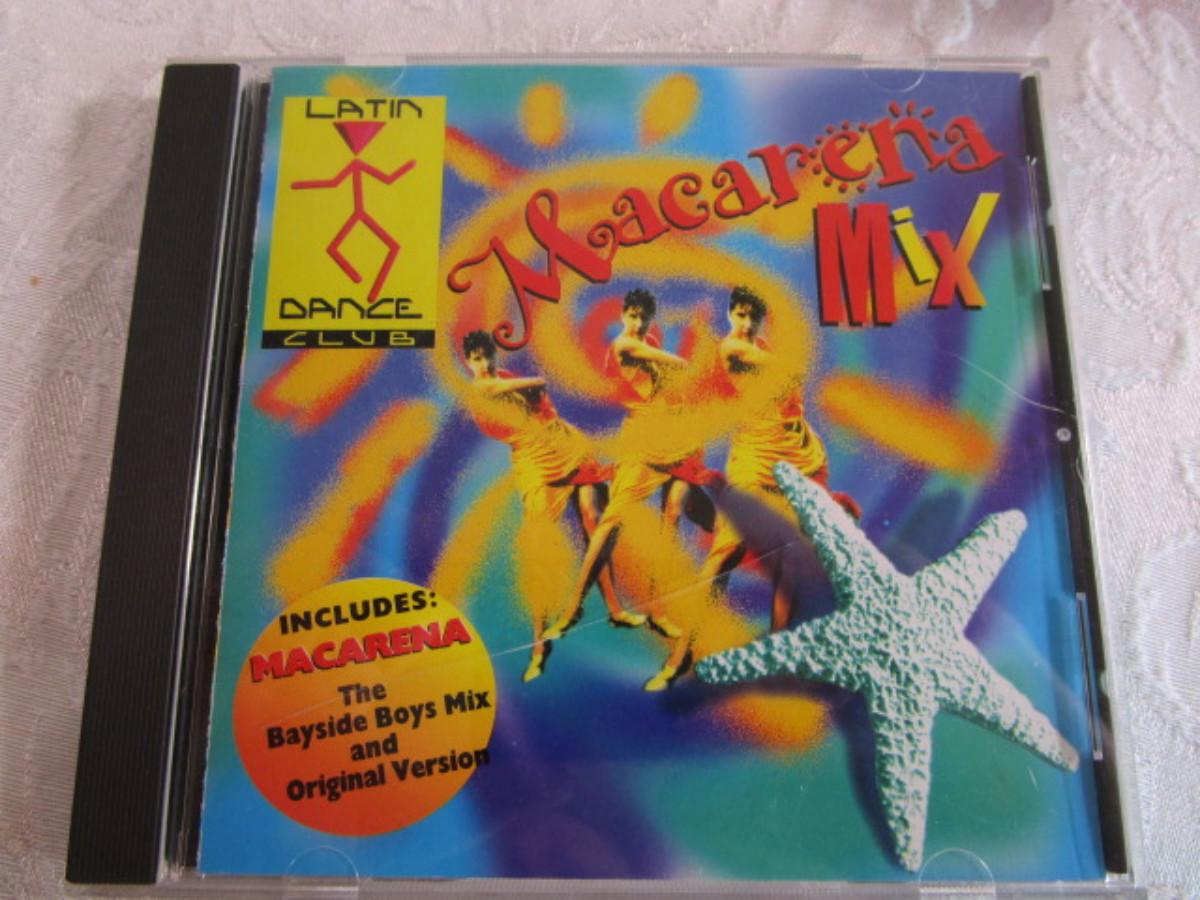 LATIN
DANCE
CLUB
Macarena
Mix
INCLUDES:
MACARENA
The
Bayside Boys Mix
and
Original Version